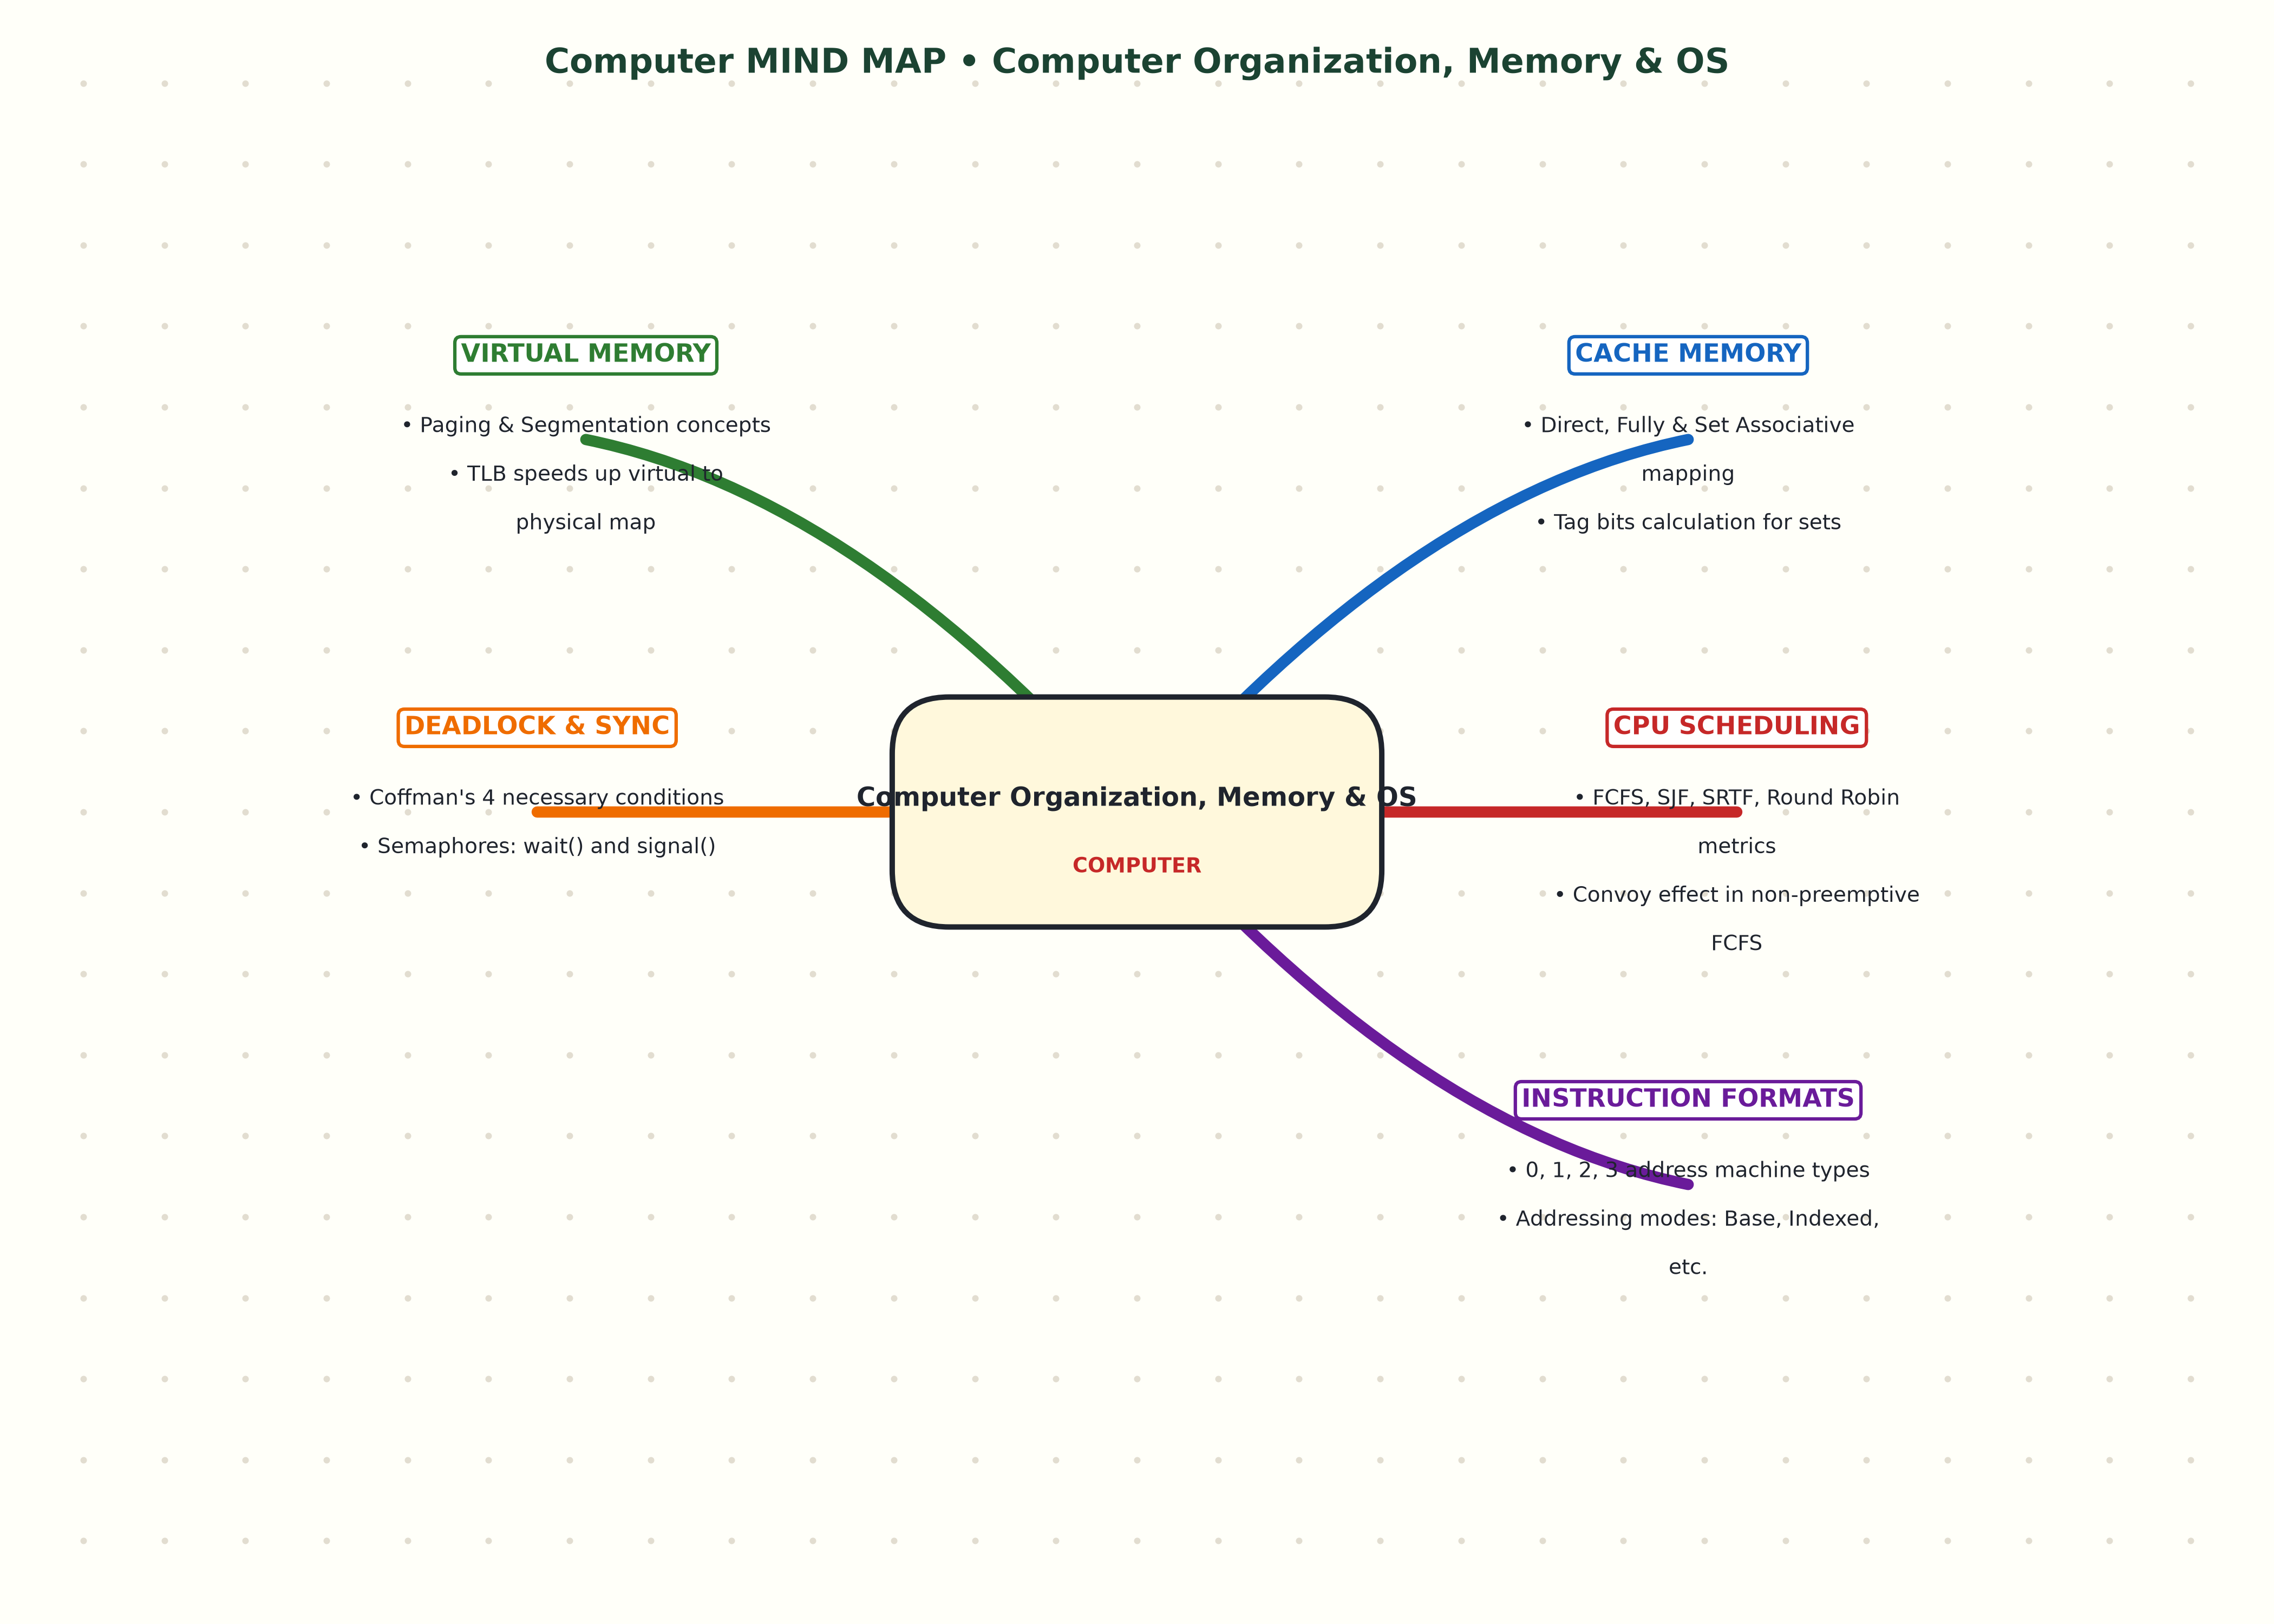 Computer MIND MAP • Computer Organization, Memory & OS
VIRTUAL MEMORY
• Paging & Segmentation concepts
• TLB speeds up virtual to
physical map
CACHE MEMORY
• Direct, Fully & Set Associative
mapping
• Tag bits calculation for sets
DEADLOCK & SYNC
• Coffman's 4 necessary conditions
• Semaphores: wait() and signal()
Computer Organization, Memory & OS
COMPUTER
CPU SCHEDULING
• FCFS, SJF, SRTF, Round Robin
metrics
• Convoy effect in non-preemptive
FCFS
INSTRUCTION FORMATS
• 0, 1, 2, 3 address machine types
• Addressing modes: Base, Indexed,
etc.